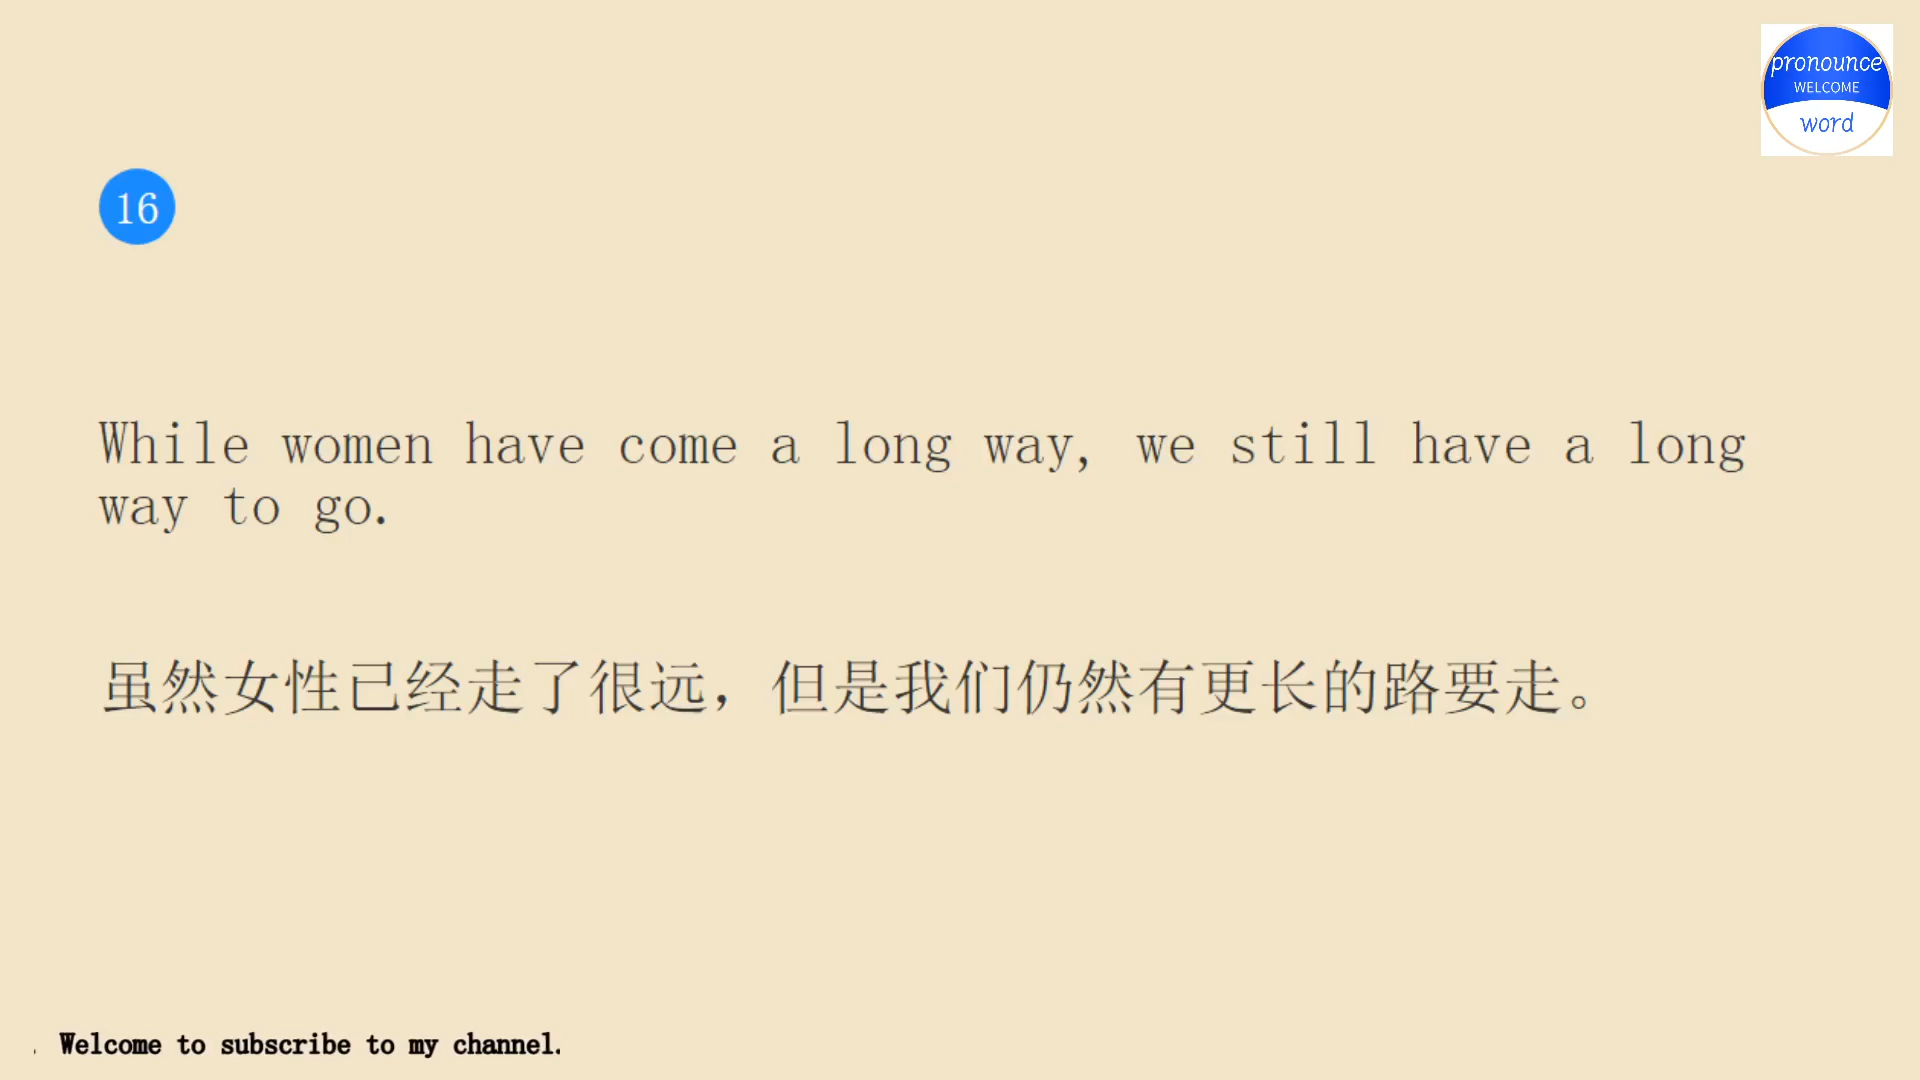 pronounce
WELCOME
word
16
While women have come a long way, we still have a long
way to go.
虽然女性已经走了很远，但是我们仍然有更长的路要走。
. Welcome to subscribe to my channel.